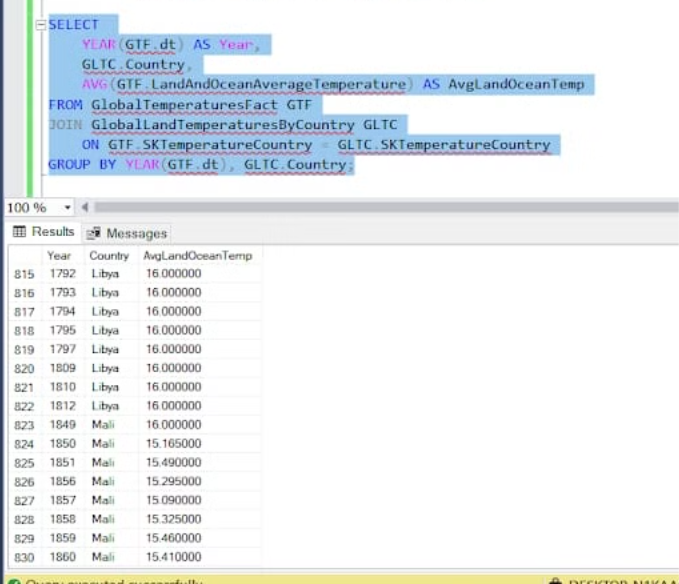 SELECT
YEAR(GTF.dt) AS Year,
GLTC.Country,
AVG(GTF.LandAndOceanAverageTemperature) AS AvgLandOceanTemp
FROM GlobalTemperaturesFact GTF
JOIN GlobalLandTemperaturesByCountry GLTC
ON GTF.SKTemperatureCountry = GLTC.SKTemperatureCountry
GROUP BY YEAR(GTF.dt), GLTC.Country;
100 %
Results Messages
Year Country AvgLandOceanTemp
815 1792 Libya 16.000000
816 1793 Libya 16.000000
817 1794 Libya 16.000000
818 1795 Libya 16.000000
819 1797 Libya 16.000000
820 1809 Libya 16.000000
821 1810 Libya 16.000000
822 1812 Libya 16.000000
823 1849 Mali 16.000000
824 1850 Mali 15.165000
825 1851 Mali 15.490000
826 1856 Mali 15.295000
827 1857 Mali 15.090000
828 1858 Mali 15.325000
829 1859 Mali 15.460000
830 1860 Mali 15.410000
Query executed successfully